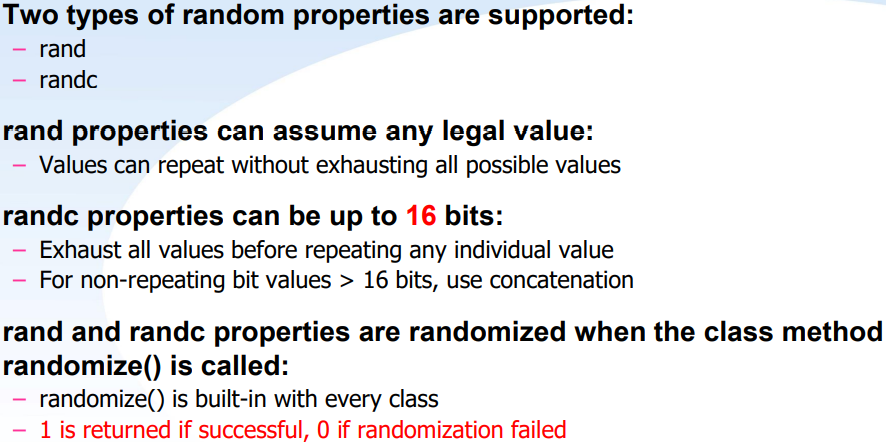 Two types of random properties are supported:
– rand
– randc
rand properties can assume any legal value:
– Values can repeat without exhausting all possible values
randc properties can be up to 16 bits:
– Exhaust all values before repeating any individual value
– For non-repeating bit values > 16 bits, use concatenation
rand and randc properties are randomized when the class method
randomize() is called:
– randomize() is built-in with every class
– 1 is returned if successful, 0 if randomization failed